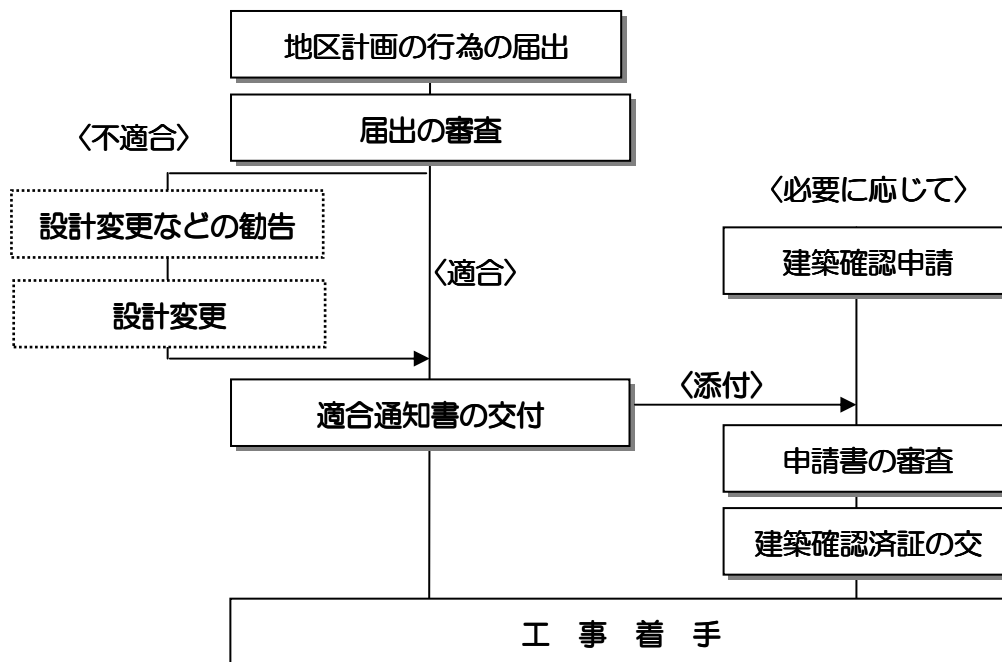 地区計画の行為の届出
届出の審査
〈不適合〉
設計変更などの勧告
設計変更
〈適合〉
適合通知書の交付
〈添付〉
〈必要に応じて〉
建築確認申請
申請書の審査
建築確認済証の交
工 事 着 手